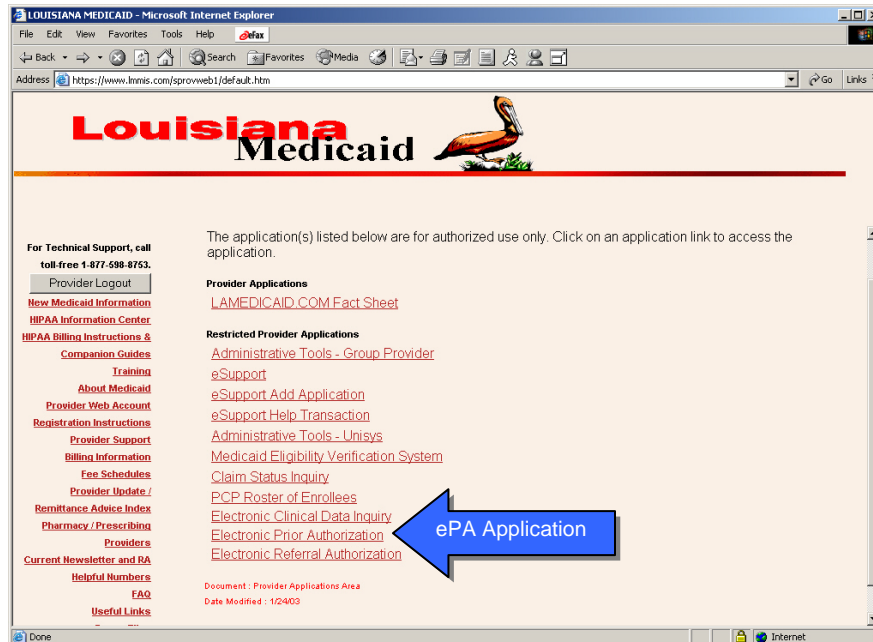 LOUISIANA MEDICAID - Microsoft Internet Explorer
File Edit View Favorites Tools Help eFax
Back Search Favorites Media
Address https://www.lmmis.com/sprovweb1/default.htm Go Links
Louisiana
Medicaid
The application(s) listed below are for authorized use only. Click on an application link to access the
application.
For Technical Support, call
toll-free 1-877-598-8753.
Provider Logout
New Medicaid Information
HIPAA Information Center
HIPAA Billing Instructions &
Companion Guides
Training
About Medicaid
Provider Web Account
Registration Instructions
Provider Support
Billing Information
Fee Schedules
Provider Update /
Remittance Advice Index
Pharmacy / Prescribing
Providers
Current Newsletter and RA
Helpful Numbers
FAQ
Useful Links
Provider Applications
LAMEDICAID.COM Fact Sheet
Restricted Provider Applications
Administrative Tools - Group Provider
eSupport
eSupport Add Application
eSupport Help Transaction
Administrative Tools - Unisys
Medicaid Eligibility Verification System
Claim Status Inquiry
PCP Roster of Enrollees
Electronic Clinical Data Inquiry
Electronic Prior Authorization
Electronic Referral Authorization
ePA Application
Document : Provider Applications Area
Date Modified : 1/24/03
Done Internet